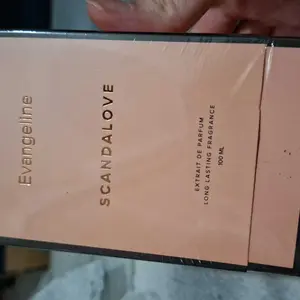 Evangeline
SCANDALOVE
EXTRAIT DE PARFUM
LONG LASTING FRAGRANCE
100 ML